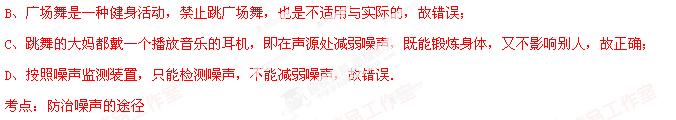 B、广场舞是一种健身活动，禁止跳广场舞，也是不适用与实际的，故错误；
C、跳舞的大妈都戴一个播放音乐的耳机，即在声源处减弱噪声，既能锻炼身体，又不影响别人，故正确；
D、按照噪声监测装置，只能检测噪声，不能减弱噪声，故错误．
考点：防治噪声的途径